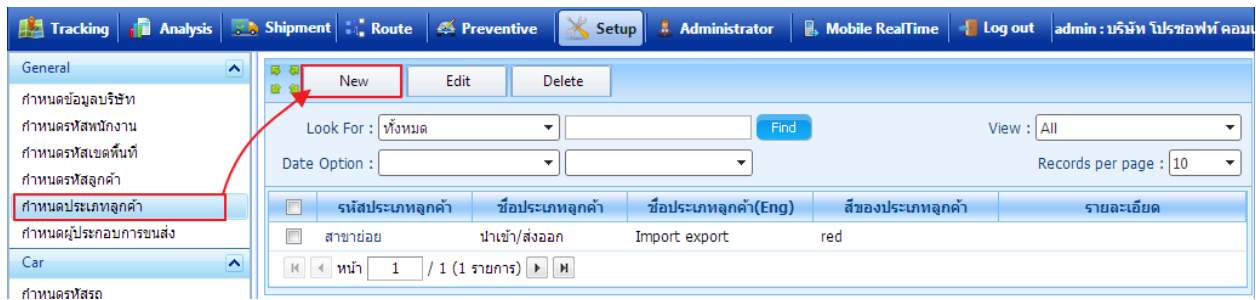 Tracking Analysis Shipment Route Preventive Setup Administrator Mobile RealTime Log out admin : บริษัท โปรซอฟท์ คอม
General
กำหนดข้อมูลบริษัท
กำหนดรหัสพนักงาน
กำหนดรหัสเขตพื้นที่
กำหนดรหัสลูกค้า
กำหนดประเภทลูกค้า
กำหนดผู้ประกอบการขนส่ง
Car
กำหนดรหัสรถ
New Edit Delete
Look For : ทั้งหมด Find View : All
Date Option : Records per page : 10
รหัสประเภทลูกค้า ชื่อประเภทลูกค้า ชื่อประเภทลูกค้า(Eng) สีของประเภทลูกค้า รายละเอียด
สาขาย่อย นำเข้า/ส่งออก Import export red
หน้า 1 / 1 (1 รายการ)